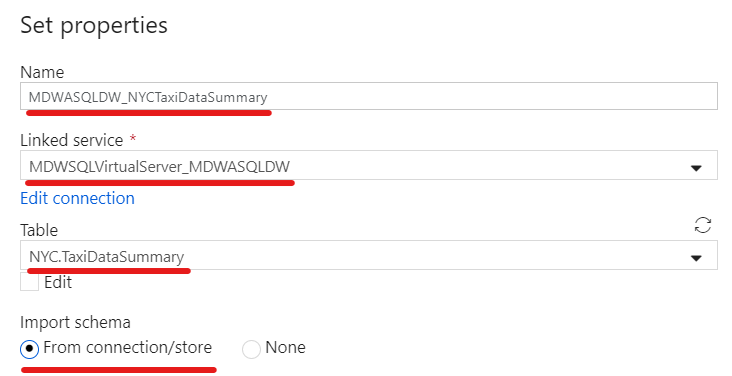 Set properties
Name
MDWASQLDW_NYCTaxiDataSummary
Linked service *
MDWSQLVirtualServer_MDWASQLDW
Edit connection
Table
NYC.TaxiDataSummary
Edit
Import schema
From connection/store None